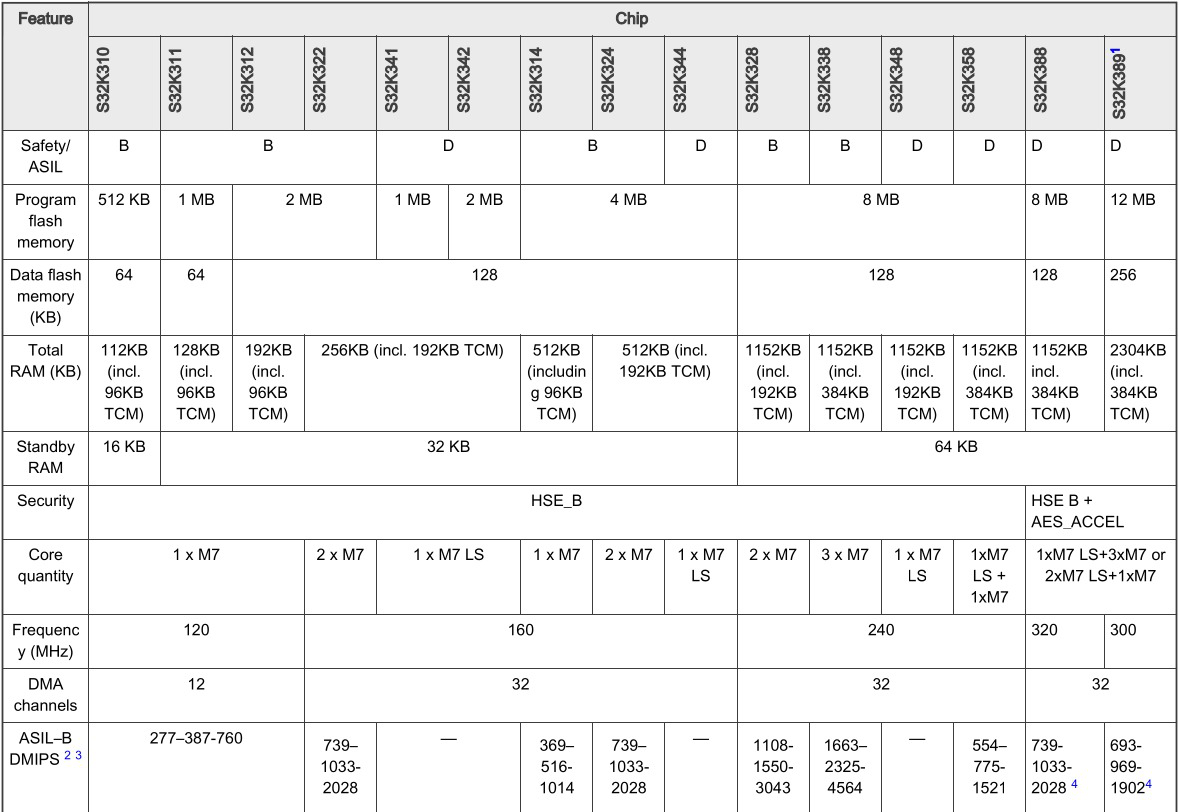 Feature Chip
S32K310 S32K311 S32K312 S32K322 S32K341 S32K342 S32K314 S32K324 S32K344 S32K328 S32K338 S32K348 S32K358 S32K388 S32K389 1
Safety/ B B D B D B B D D D D
ASIL
Program 512 KB 1 MB 2 MB 1 MB 2 MB 4 MB 8 MB 8 MB 12 MB
flash
memory
Data flash 64 64 128 128 128 256
memory
(KB)
Total 112KB 128KB 192KB 256KB (incl. 192KB TCM) 512KB 512KB (incl. 1152KB 1152KB 1152KB 1152KB 1152KB 2304KB
RAM (KB) (incl. (incl. (incl. (includin 192KB TCM) (incl. (incl. (incl. (incl. incl. (incl.
96KB 96KB 96KB g 96KB 192KB 384KB 192KB 384KB 384KB 384KB
TCM) TCM) TCM) TCM) TCM) TCM) TCM) TCM) TCM) TCM)
Standby 16 KB 32 KB 64 KB
RAM
Security HSE_B HSE B +
AES_ACCEL
Core 1 x M7 2 x M7 1 x M7 LS 1 x M7 2 x M7 1 x M7 2 x M7 3 x M7 1 x M7 1xM7 1xM7 LS+3xM7 or
quantity LS LS LS + 2xM7 LS+1xM7
1xM7
Frequenc 120 160 240 320 300
y (MHz)
DMA 12 32 32 32
channels
ASIL–B 277–387-760 739– — 369– 739– — 1108- 1663– — 554– 739- 693-
DMIPS 2 3 1033- 516- 1033- 1550- 2325- 775- 1033- 969-
2028 1014 2028 3043 4564 1521 2028 4 1902 4